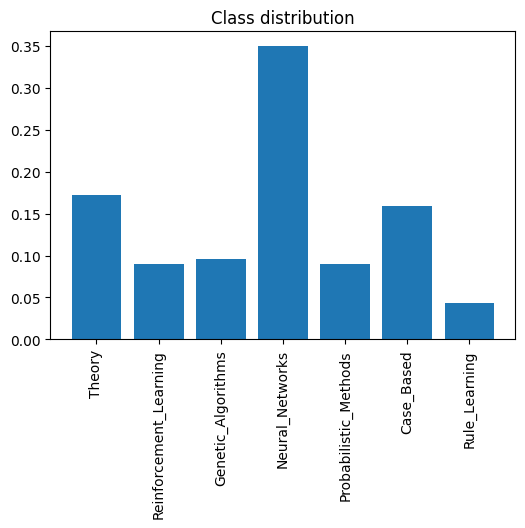 Class distribution
0.35
0.30
0.25
0.20
0.15
0.10
0.05
0.00
Theory
Reinforcement_Learning
Genetic_Algorithms
Neural_Networks
Probabilistic_Methods
Case_Based
Rule_Learning